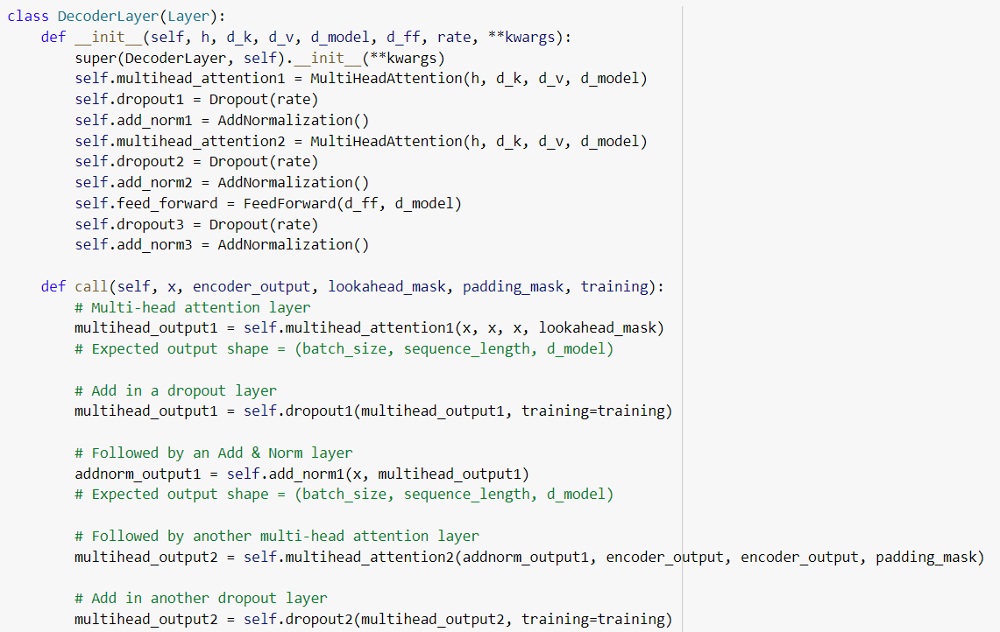 class DecoderLayer(Layer):
    def __init__(self, h, d_k, d_v, d_model, d_ff, rate, **kwargs):
        super(DecoderLayer, self).__init__(**kwargs)
        self.multihead_attention1 = MultiHeadAttention(h, d_k, d_v, d_model)
        self.dropout1 = Dropout(rate)
        self.add_norm1 = AddNormalization()
        self.multihead_attention2 = MultiHeadAttention(h, d_k, d_v, d_model)
        self.dropout2 = Dropout(rate)
        self.add_norm2 = AddNormalization()
        self.feed_forward = FeedForward(d_ff, d_model)
        self.dropout3 = Dropout(rate)
        self.add_norm3 = AddNormalization()

    def call(self, x, encoder_output, lookahead_mask, padding_mask, training):
        # Multi-head attention layer
        multihead_output1 = self.multihead_attention1(x, x, x, lookahead_mask)
        # Expected output shape = (batch_size, sequence_length, d_model)

        # Add in a dropout layer
        multihead_output1 = self.dropout1(multihead_output1, training=training)

        # Followed by an Add & Norm layer
        addnorm_output1 = self.add_norm1(x, multihead_output1)
        # Expected output shape = (batch_size, sequence_length, d_model)

        # Followed by another multi-head attention layer
        multihead_output2 = self.multihead_attention2(addnorm_output1, encoder_output, encoder_output, padding_mask)

        # Add in another dropout layer
        multihead_output2 = self.dropout2(multihead_output2, training=training)